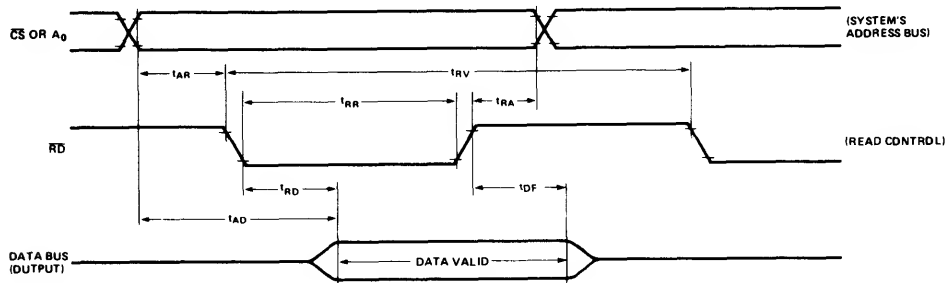 CS OR A0
(SYSTEM'S
ADDRESS BUS)
tAR
tRV
tRR
tRA
RD
(READ CONTROL)
tRD
tDF
tAD
DATA BUS
(OUTPUT)
DATA VALID